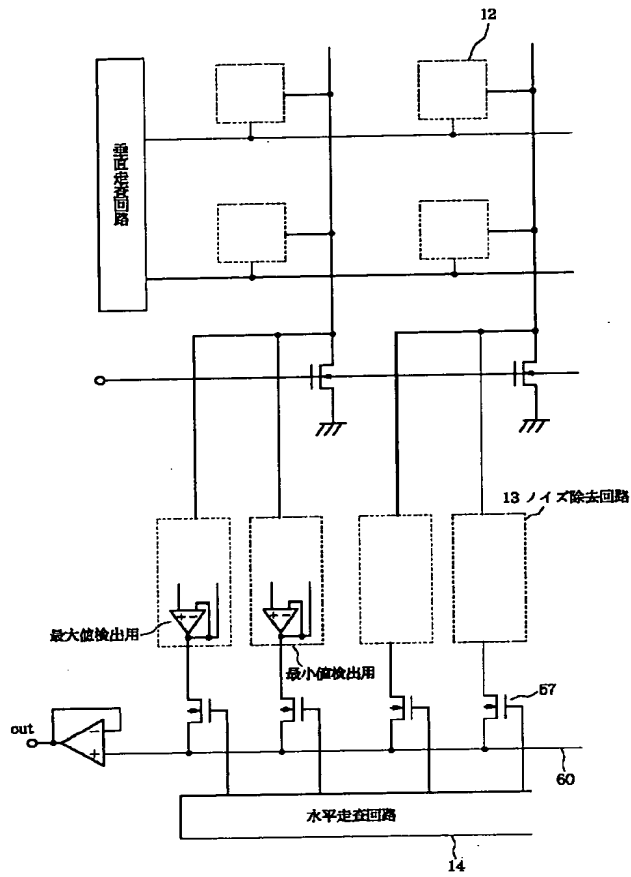 12
垂直走査回路
13 ノイズ除去回路
+ −
+ −
最大値検出用
最小値検出用
57
out
−
+
60
水平走査回路
14